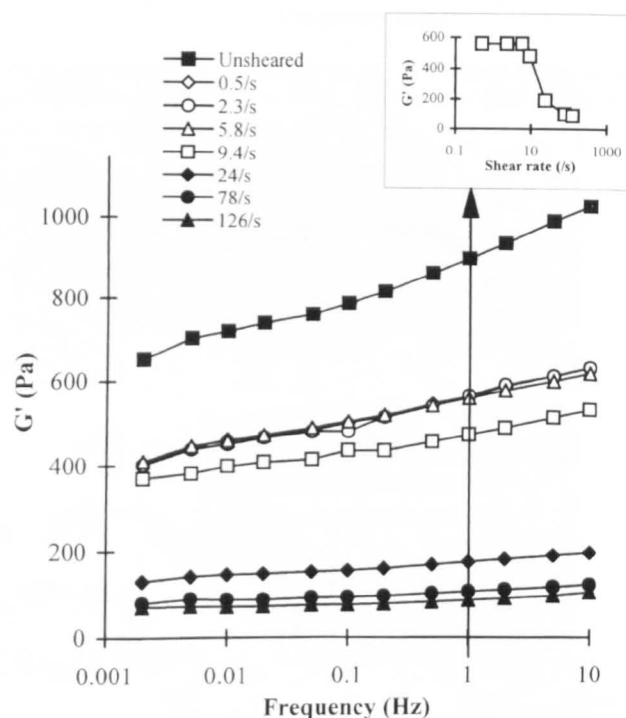 Unsheared
0.5/s
2.3/s
5.8/s
9.4/s
24/s
78/s
126/s
600
400
200
0
G' (Pa)
0.1
10
1000
Shear rate (/s)
1000
800
600
400
200
0
G' (Pa)
0.001
0.01
0.1
1
10
Frequency (Hz)